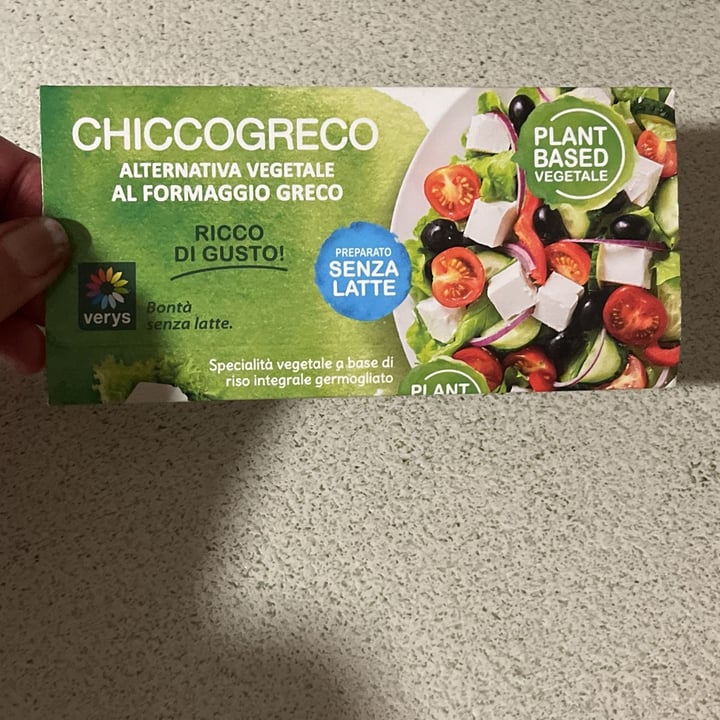 CHICCOGRECO
ALTERNATIVA VEGETALE
AL FORMAGGIO GRECO
RICCO
DI GUSTO!
PLANT
BASED
VEGETALE
PREPARATO
SENZA
LATTE
verys
Bontà
senza latte.
Specialità vegetale a base di
riso integrale germogliato
PLANT